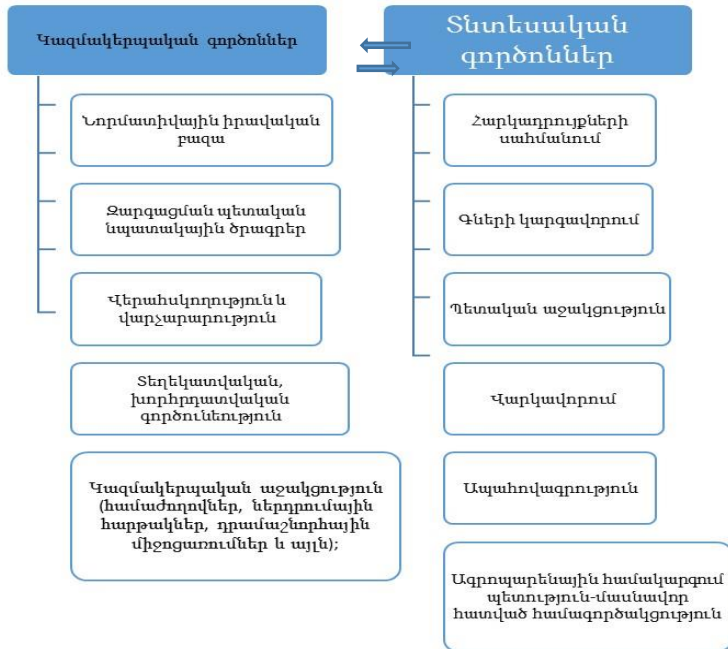 Կազմակերպական գործոններ
Նորմատիվային իրավական
բազա
Զարգացման պետական
նպատակային ծրագրեր
Վերահսկողություն և
վարչարարություն
Տեղեկատվական,
խորհրդատվական
գործունեություն
Կազմակերպական աջակցություն
(համաժողովներ, ներդրումային
հարթակներ, դրամաշնորհային
միջոցառումներ և այլն);
Տնտեսական
գործոններ
Հարկադրույքների
սահմանում
Գների կարգավորում
Պետական աջակցություն
Վարկավորում
Ապահովագրություն
Ագրոպարենային համակարգում
պետություն-մասնավոր
հատված համագործակցություն